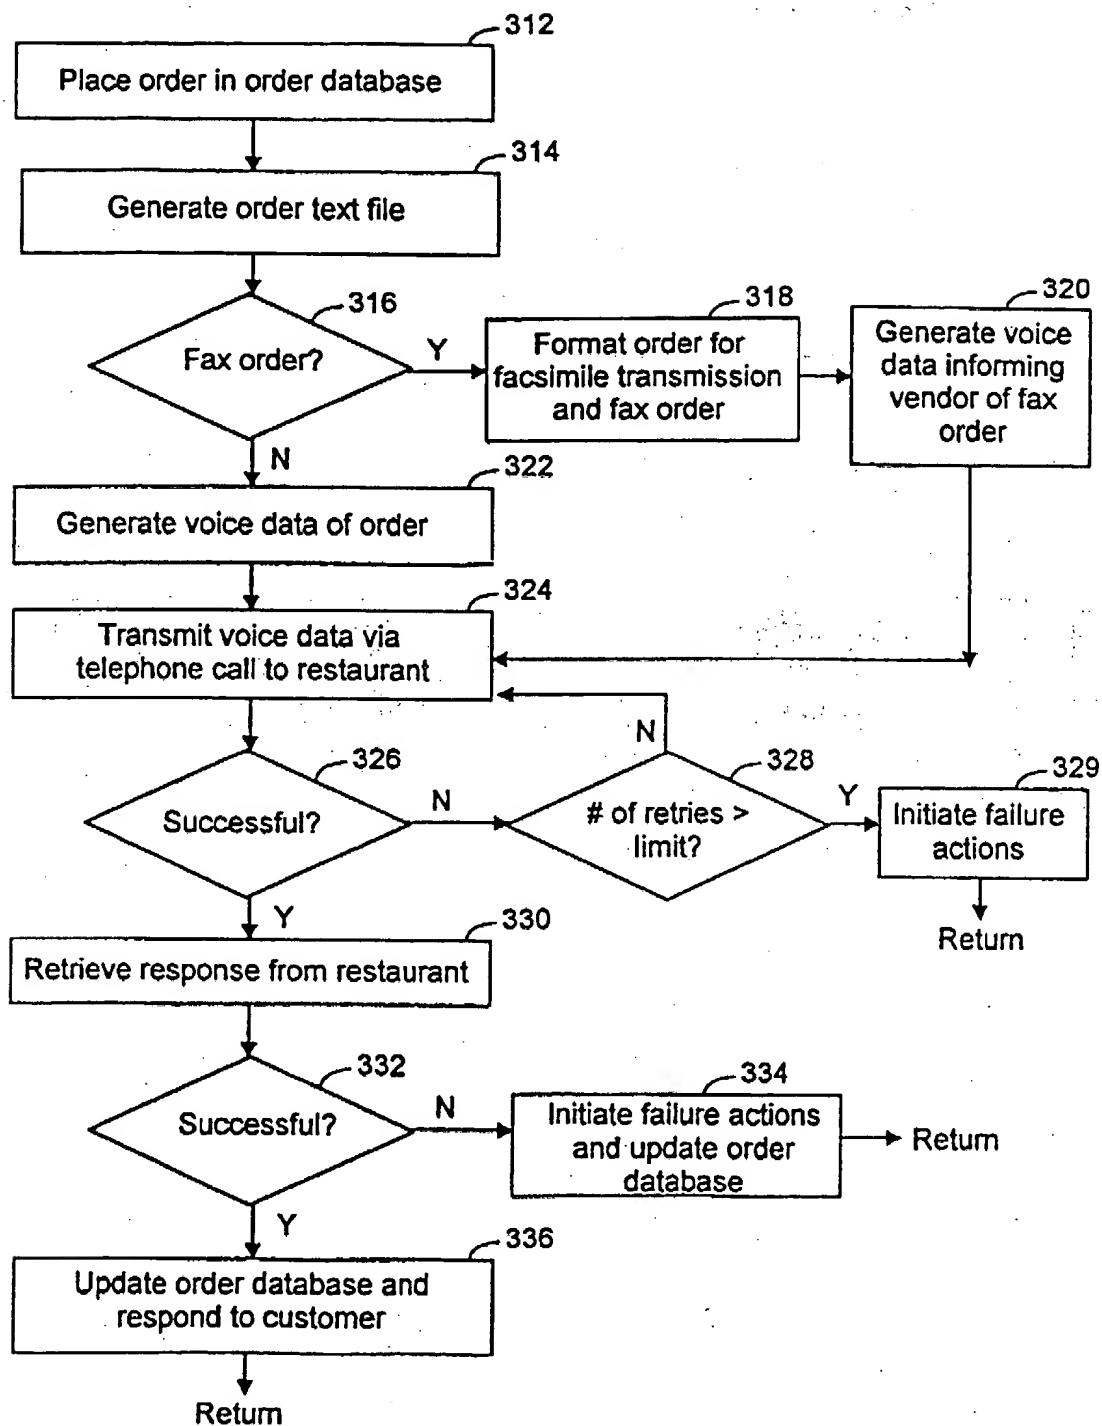 312
Place order in order database
314
Generate order text file
316
Fax order?
Y
318
Format order for
facsimile transmission
and fax order
320
Generate voice
data informing
vendor of fax
order
N
322
Generate voice data of order
324
Transmit voice data via
telephone call to restaurant
326
Successful?
N
328
# of retries >
limit?
N
Y
329
Initiate failure
actions
Return
Y
330
Retrieve response from restaurant
332
Successful?
N
334
Initiate failure actions
and update order
database
Return
Y
336
Update order database and
respond to customer
Return